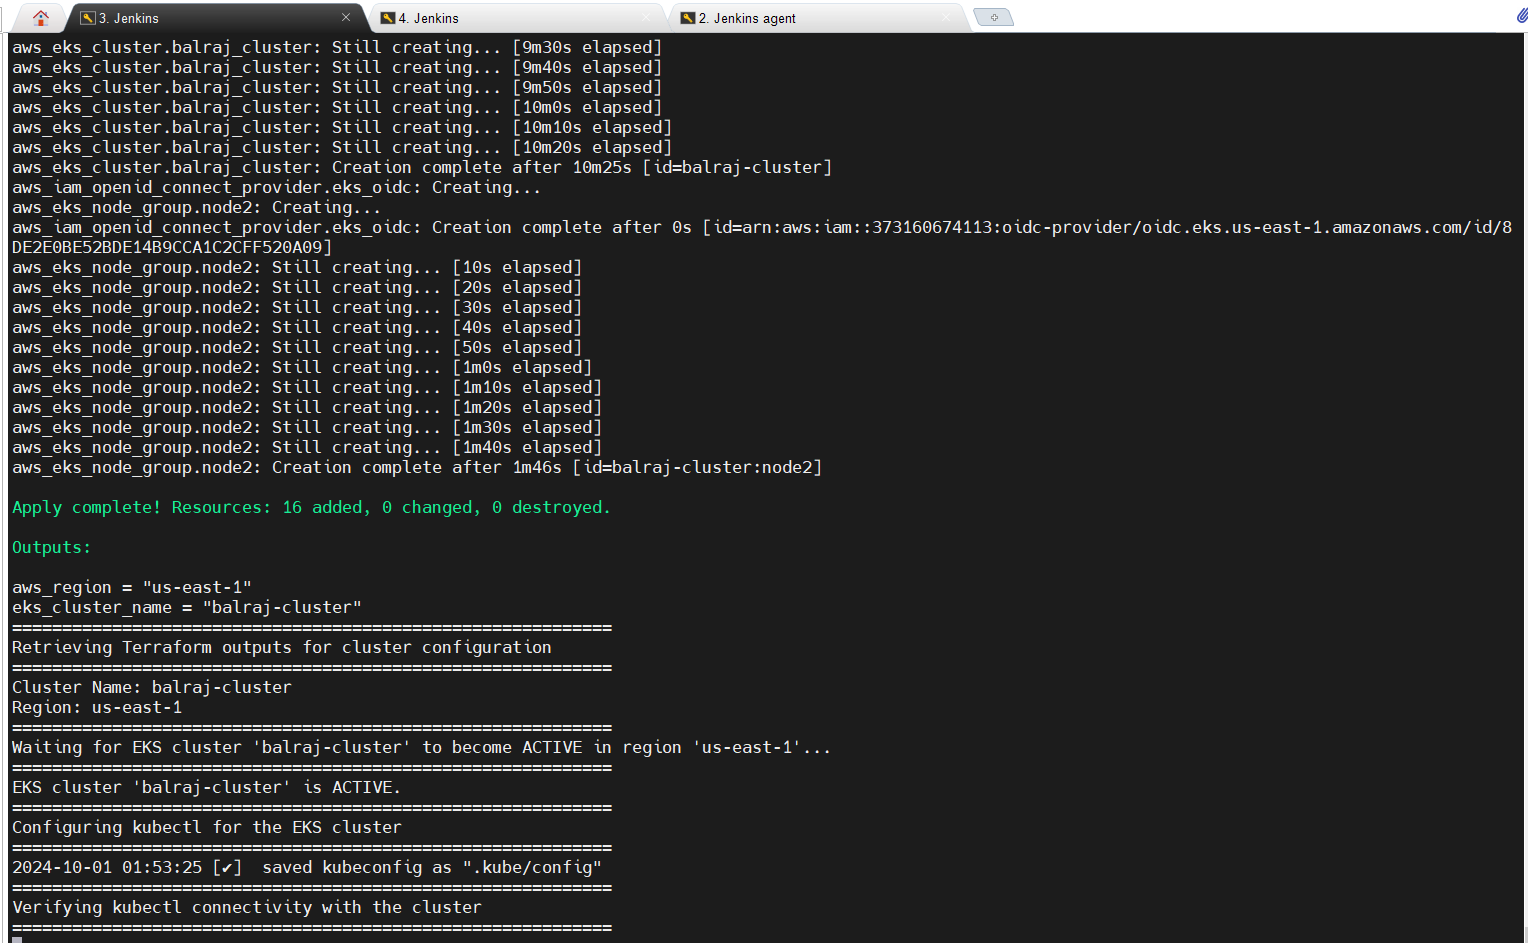 3. Jenkins
4. Jenkins
2. Jenkins agent
aws_eks_cluster.balraj_cluster: Still creating... [9m30s elapsed]
aws_eks_cluster.balraj_cluster: Still creating... [9m40s elapsed]
aws_eks_cluster.balraj_cluster: Still creating... [9m50s elapsed]
aws_eks_cluster.balraj_cluster: Still creating... [10m0s elapsed]
aws_eks_cluster.balraj_cluster: Still creating... [10m10s elapsed]
aws_eks_cluster.balraj_cluster: Still creating... [10m20s elapsed]
aws_eks_cluster.balraj_cluster: Creation complete after 10m25s [id=balraj-cluster]
aws_iam_openid_connect_provider.eks_oidc: Creating...
aws_eks_node_group.node2: Creating...
aws_iam_openid_connect_provider.eks_oidc: Creation complete after 0s [id=arn:aws:iam::373160674113:oidc-provider/oidc.eks.us-east-1.amazonaws.com/id/8
DE2E0BE52BDE14B9CCA1C2CFF520A09]
aws_eks_node_group.node2: Still creating... [10s elapsed]
aws_eks_node_group.node2: Still creating... [20s elapsed]
aws_eks_node_group.node2: Still creating... [30s elapsed]
aws_eks_node_group.node2: Still creating... [40s elapsed]
aws_eks_node_group.node2: Still creating... [50s elapsed]
aws_eks_node_group.node2: Still creating... [1m0s elapsed]
aws_eks_node_group.node2: Still creating... [1m10s elapsed]
aws_eks_node_group.node2: Still creating... [1m20s elapsed]
aws_eks_node_group.node2: Still creating... [1m30s elapsed]
aws_eks_node_group.node2: Still creating... [1m40s elapsed]
aws_eks_node_group.node2: Creation complete after 1m46s [id=balraj-cluster:node2]
Apply complete! Resources: 16 added, 0 changed, 0 destroyed.
Outputs:
aws_region = "us-east-1"
eks_cluster_name = "balraj-cluster"
============================================================
Retrieving Terraform outputs for cluster configuration
============================================================
Cluster Name: balraj-cluster
Region: us-east-1
============================================================
Waiting for EKS cluster 'balraj-cluster' to become ACTIVE in region 'us-east-1'...
============================================================
EKS cluster 'balraj-cluster' is ACTIVE.
============================================================
Configuring kubectl for the EKS cluster
============================================================
2024-10-01 01:53:25 [✔]  saved kubeconfig as ".kube/config"
============================================================
Verifying kubectl connectivity with the cluster
============================================================